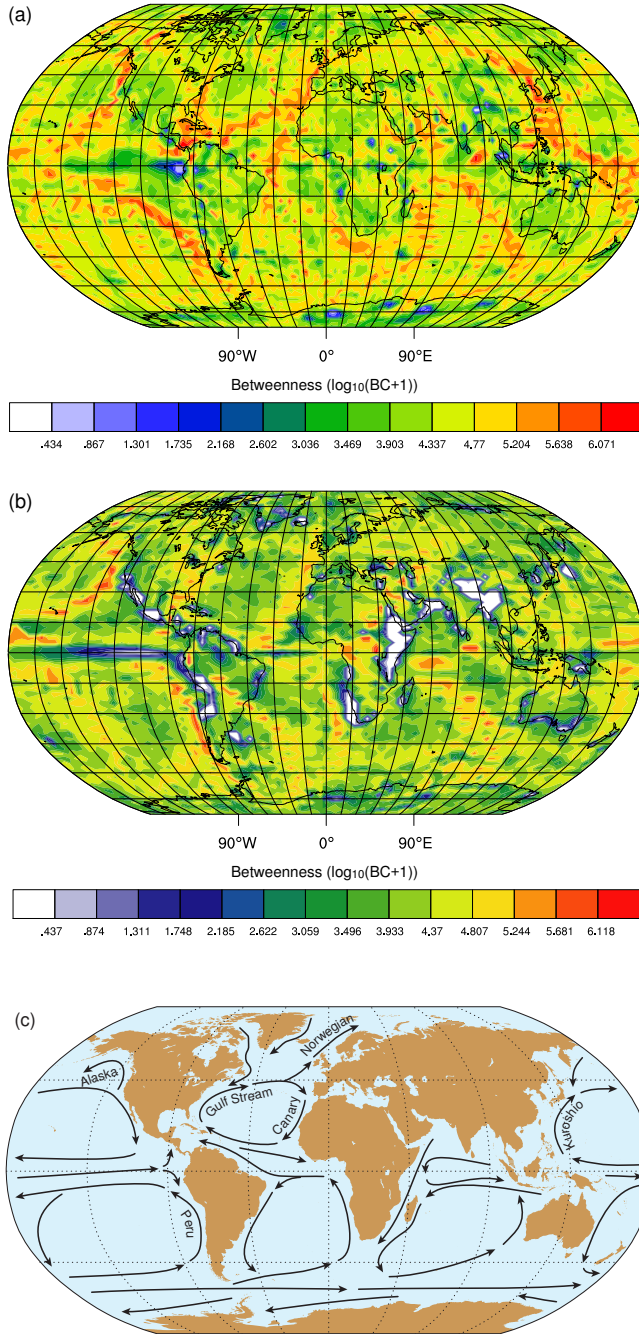 (a)
90°W 0° 90°E
Betweenness (log₁₀(BC+1))
.434 .867 1.301 1.735 2.168 2.602 3.036 3.469 3.903 4.337 4.77 5.204 5.638 6.071
(b)
90°W 0° 90°E
Betweenness (log₁₀(BC+1))
.437 .874 1.311 1.748 2.185 2.622 3.059 3.496 3.933 4.37 4.807 5.244 5.681 6.118
(c)
Norwegian
Alaska
Gulf Stream
Canary
Kuroshio
Peru